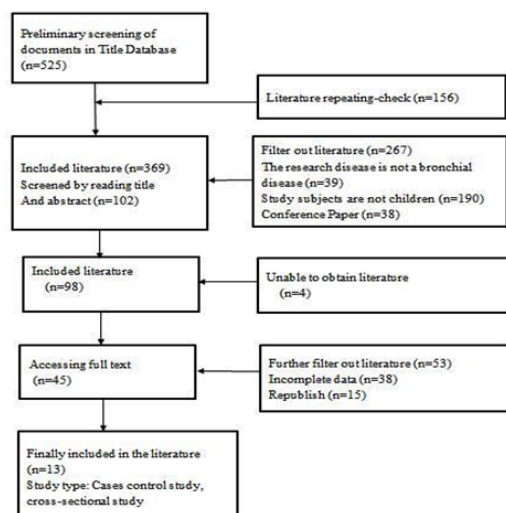 Preliminary screening of
documents in Title Database
(n=525)
Literature repeating-check (n=156)
Included literature (n=369)
Screened by reading title
And abstract (n=102)
Filter out literature (n=267)
The research disease is not a bronchial
disease (n=39)
Study subjects are not children (n=190)
Conference Paper (n=38)
Included literature
(n=98)
Unable to obtain literature
(n=4)
Accessing full text
(n=45)
Further filter out literature (n=53)
Incomplete data (n=38)
Republish (n=15)
Finally included in the literature
(n=13)
Study type: Cases control study,
cross-sectional study